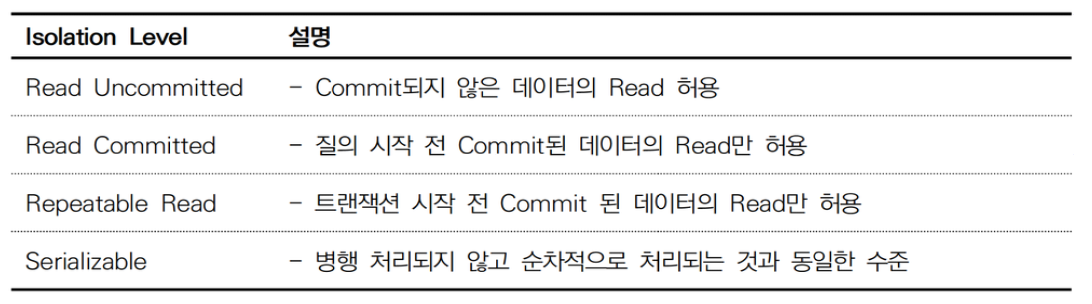 Isolation Level 설명
Read Uncommitted - Commit되지 않은 데이터의 Read 허용
Read Committed - 질의 시작 전 Commit된 데이터의 Read만 허용
Repeatable Read - 트랜잭션 시작 전 Commit 된 데이터의 Read만 허용
Serializable - 병행 처리되지 않고 순차적으로 처리되는 것과 동일한 수준